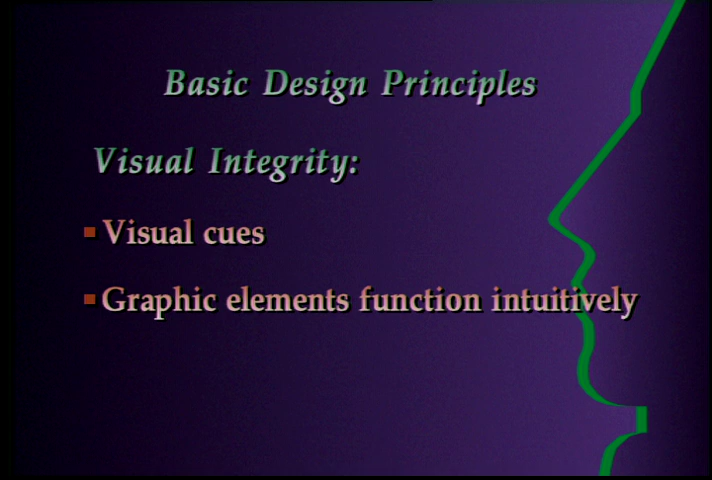 Basic Design Principles
Visual Integrity:
Visual cues
Graphic elements function intuitively